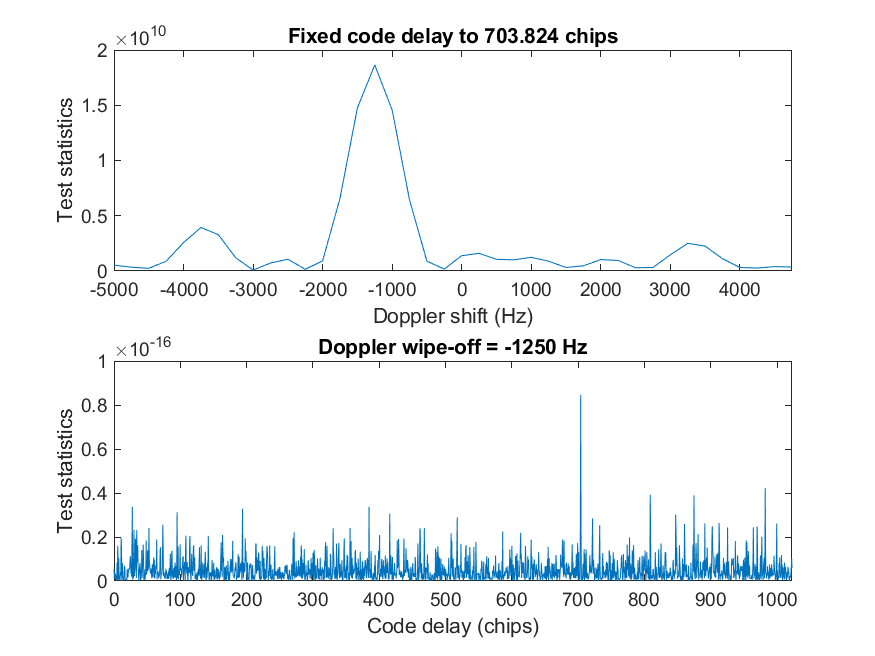 Fixed code delay to 703.824 chips
×10^10
2
1.5
1
0.5
0
Test statistics
-5000 -4000 -3000 -2000 -1000 0 1000 2000 3000 4000
Doppler shift (Hz)
Doppler wipe-off = -1250 Hz
×10^-16
1
0.8
0.6
0.4
0.2
0
Test statistics
0 100 200 300 400 500 600 700 800 900 1000
Code delay (chips)